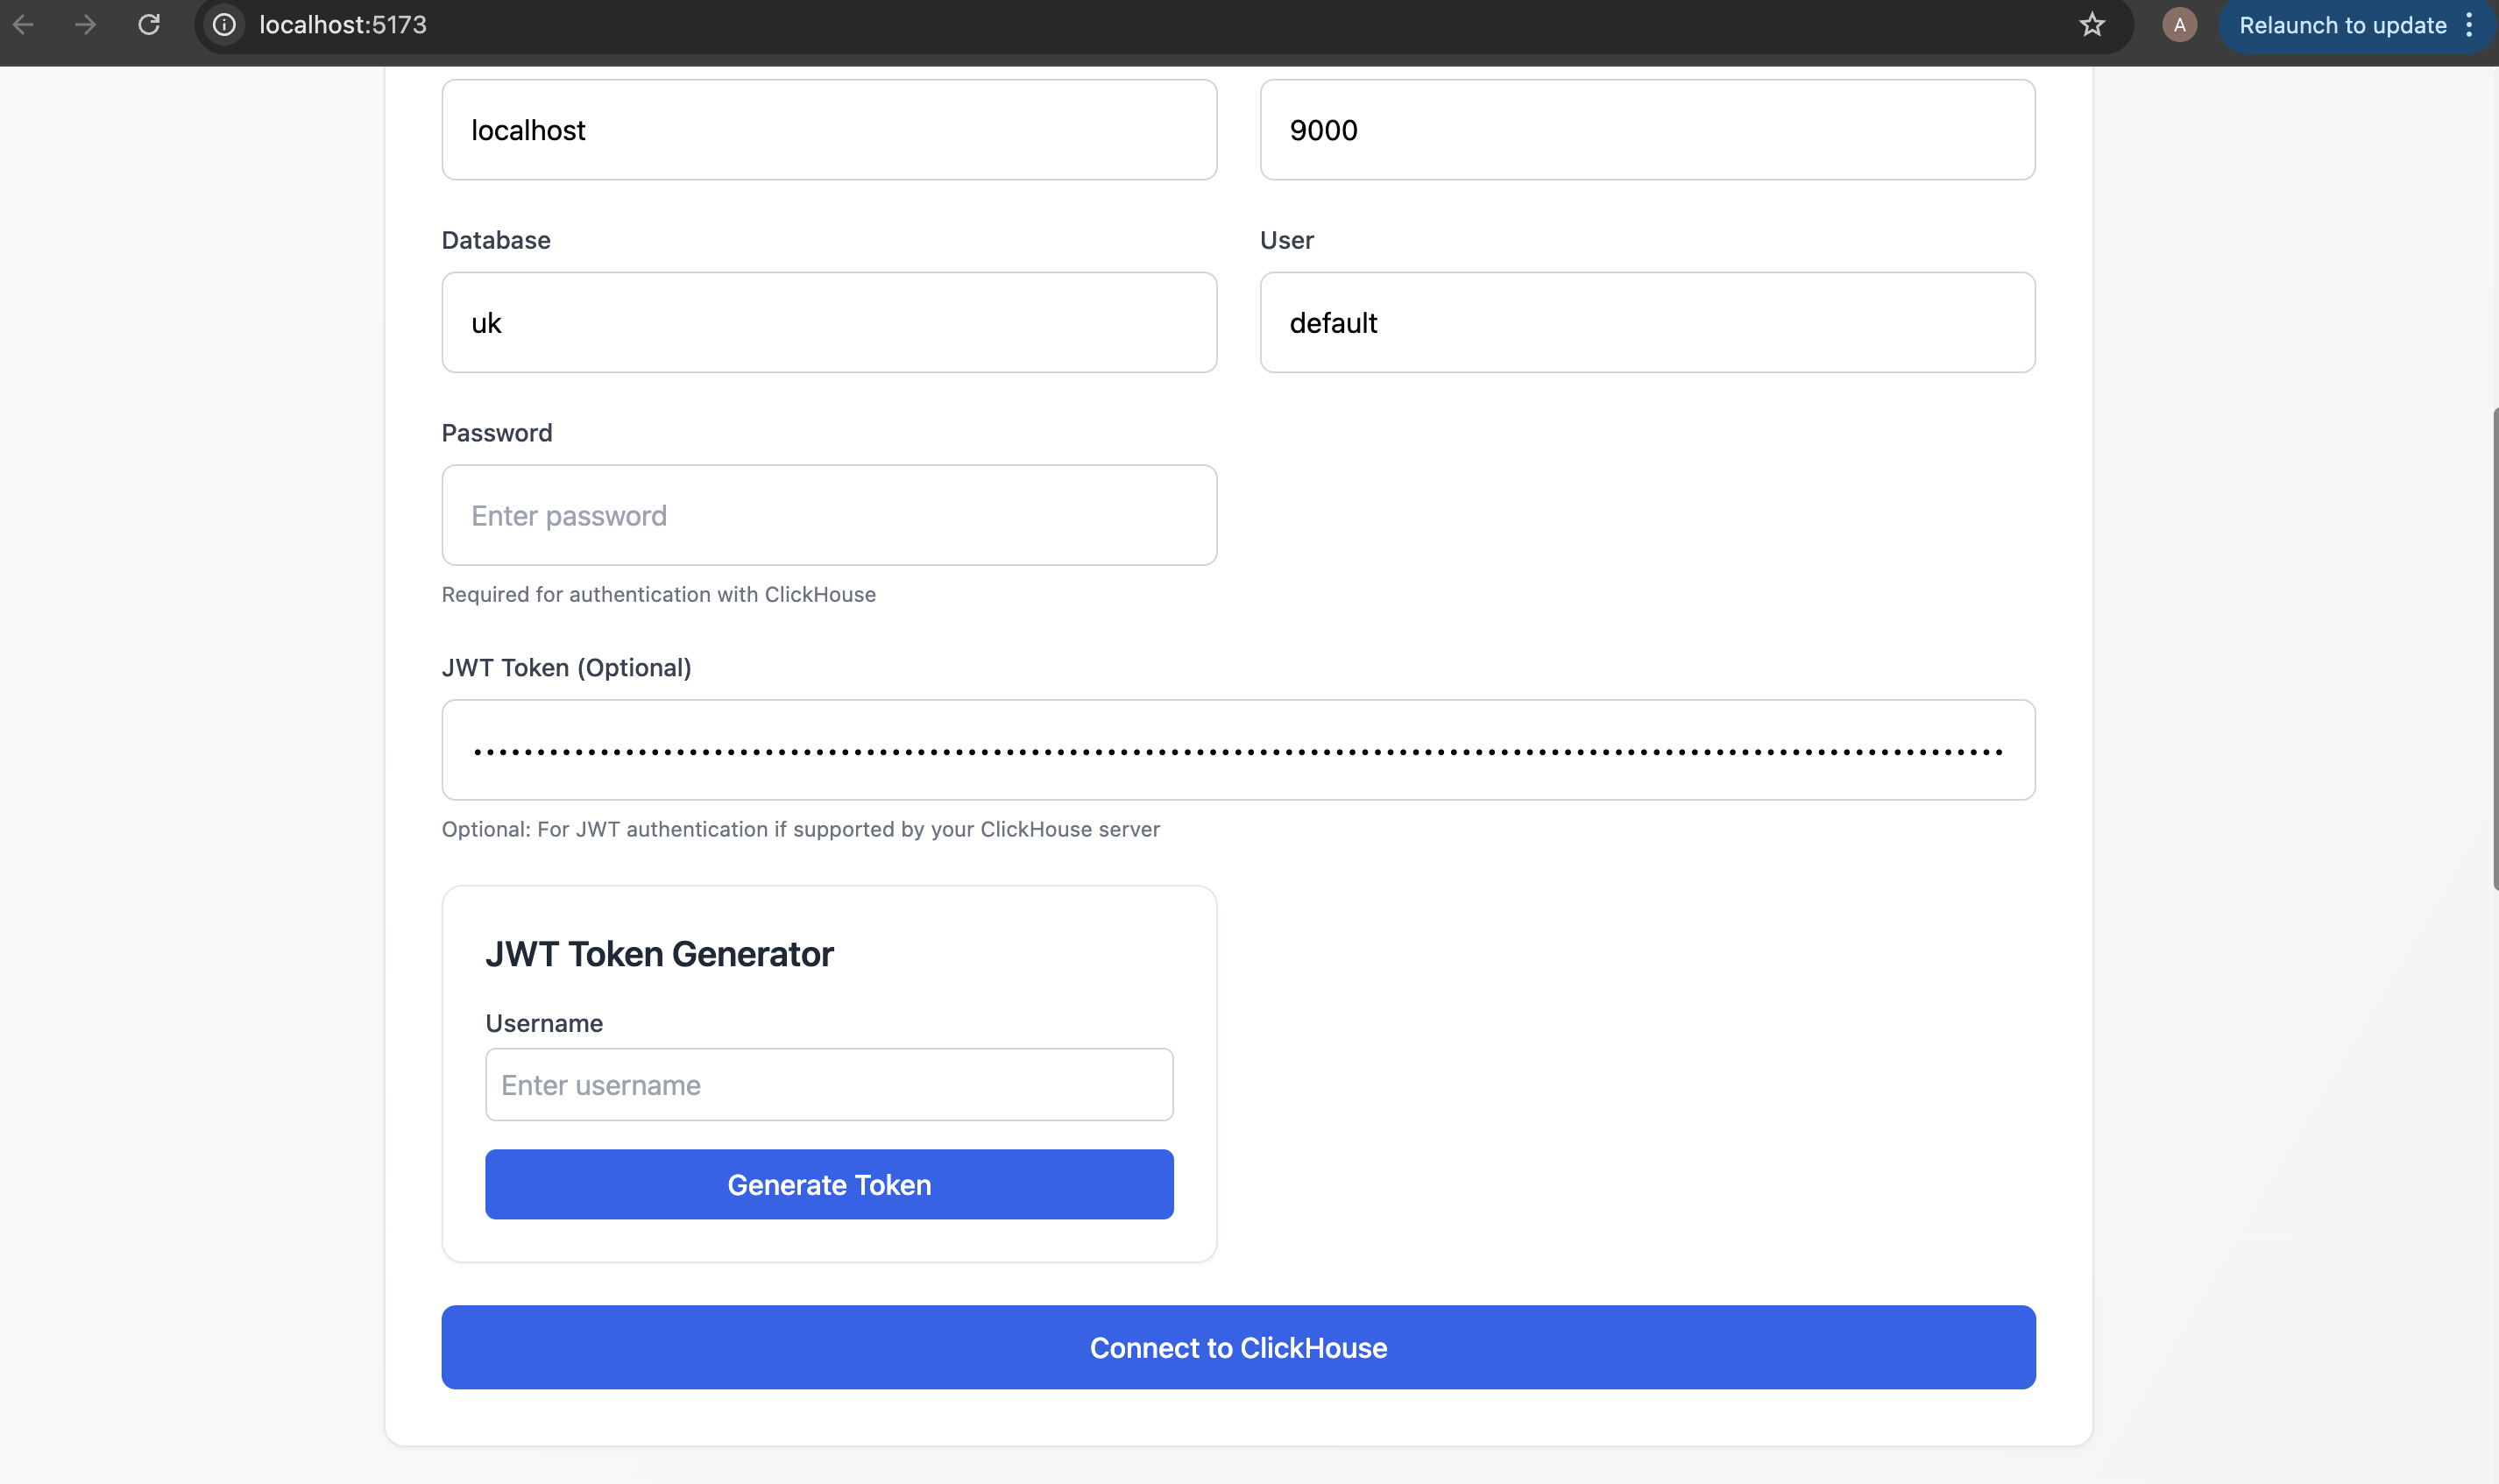 localhost:5173
A
Relaunch to update
localhost
9000
Database
User
uk
default
Password
Enter password
Required for authentication with ClickHouse
JWT Token (Optional)
Optional: For JWT authentication if supported by your ClickHouse server
JWT Token Generator
Username
Enter username
Generate Token
Connect to ClickHouse